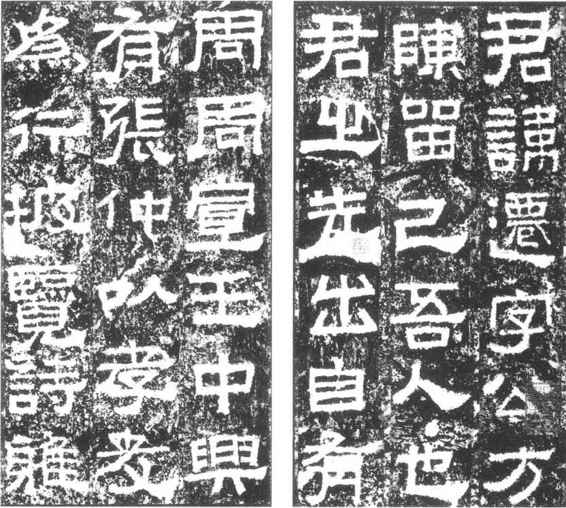 君諱遷字公方
陳留己吾人也
君之先出自有
周周宣王中興
有張仲以孝友
為行披覽詩雅